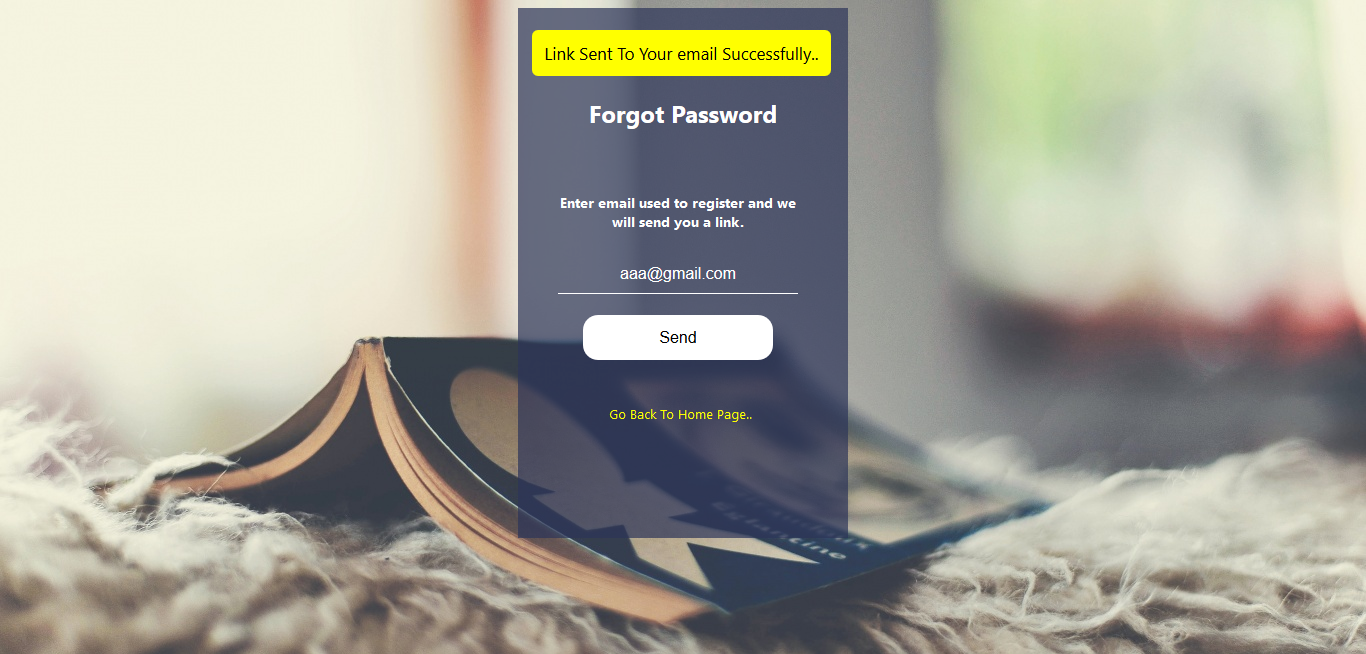 Link Sent To Your email Successfully..
Forgot Password
Enter email used to register and we
will send you a link.
aaa@gmail.com
Send
Go Back To Home Page..